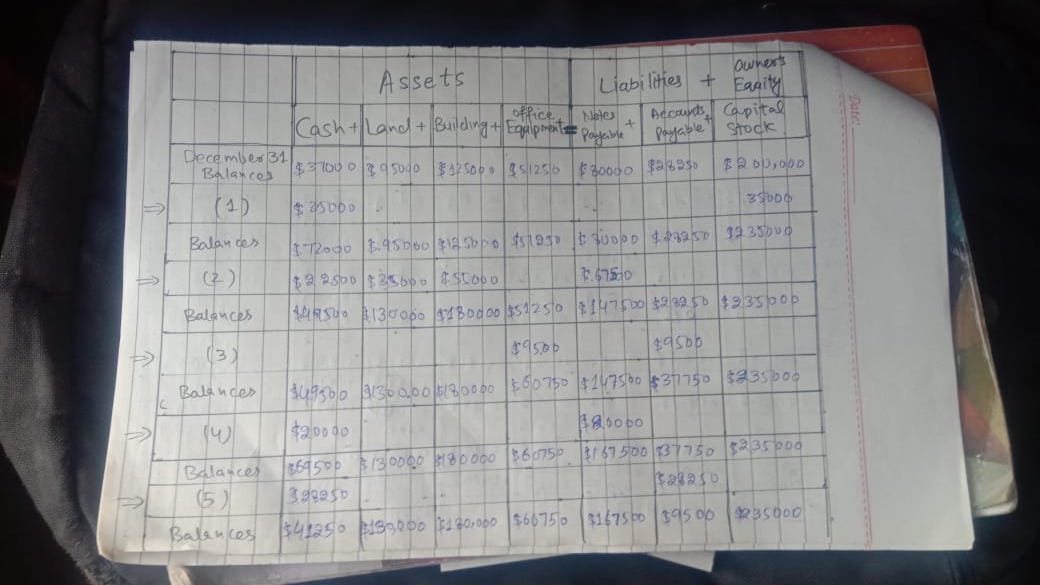 Assets Liabilities + Owner's Equity
Cash + Land + Building + Office Equipment = Notes Payable + Accounts Payable + Capital Stock
December 31 Balances $37000 $95000 $125000 $51250 $80000 $28250 $200,000
⇒ (1) $35000 35000
Balances $72000 $95000 $125000 $51250 $80000 $28250 $235000
⇒ (2) $22500 $35000 $55000 $67500
Balances $49500 $130000 $180000 $51250 $147500 $28250 $235000
⇒ (3) $9500 $9500
Balances $49500 $130000 $180000 $60750 $147500 $37750 $235000
⇒ (4) $20000 $20000
Balances $69500 $130000 $180000 $60750 $167500 $37750 $235000
⇒ (5) $28250 $28250
Balances $41250 $130,000 $180,000 $60750 $167500 $9500 $235000
Date: